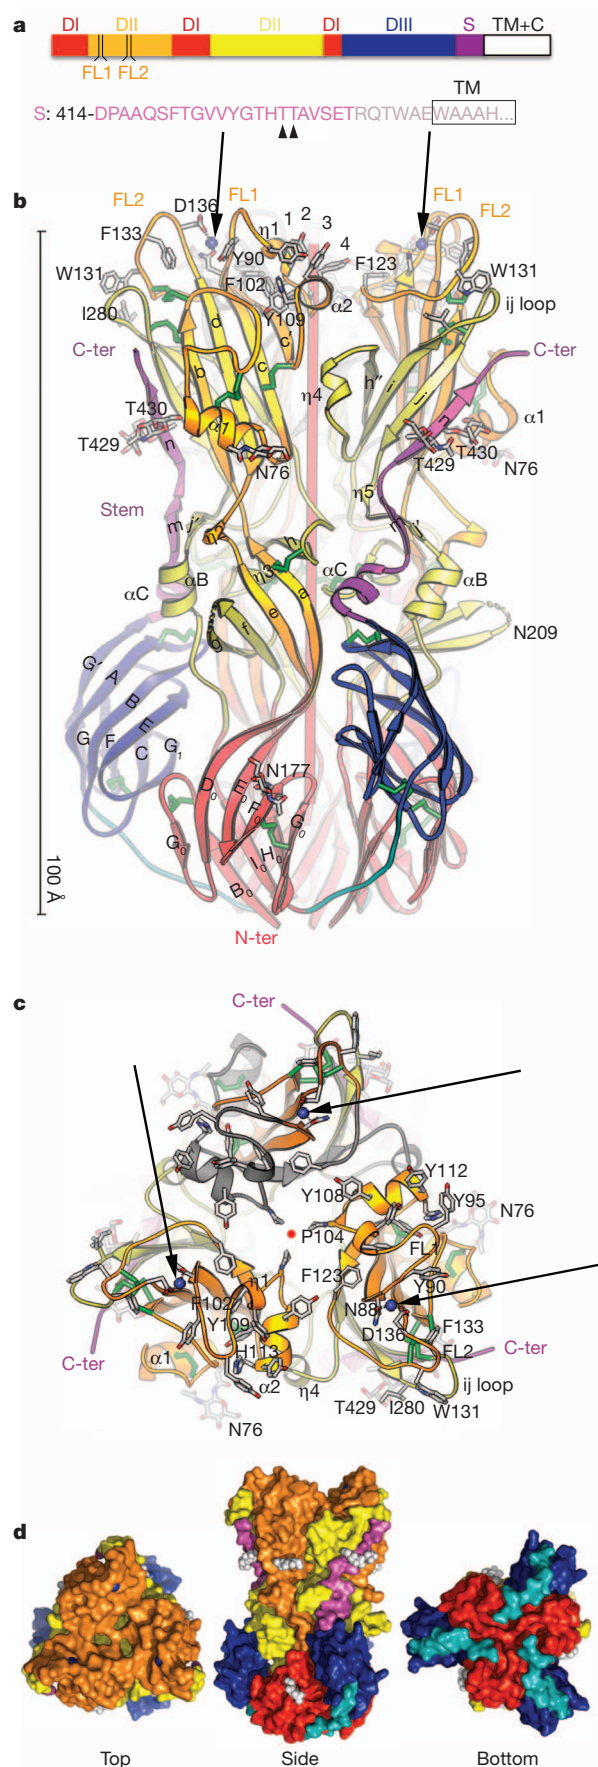 a
DI DII DI DII DI DIII S TM+C
FL1 FL2
TM
S: 414-DPAAQSFTGVVYGTHTTAVSETRQTWAEWAAAH...
b
FL2 D136 FL1 η1 1 2 3 4 FL1 FL2
F133 Y90 F123 W131
W131 F102 α2 ij loop
I280 Y109
C-ter d c' C-ter
b c η4 h″ i j
T430 α1 n α1
T429 n T429 T430
N76 N76
η5
Stem m j' η2 h m j'
αC αB η3 a αC αB
e
f N209
G' A B E
G F C G1
N177
D0 E0 F0 G0
G0 I0 H0
B0
100 Å
N-ter
c
C-ter
Y112
Y108 Y95 N76
P104 FL1
F123 Y90
η1 N88
F102 D136 F133
Y109 FL2
C-ter α1 H113 C-ter
α2 η4 ij loop
T429 I280 W131
N76
d
Top Side Bottom